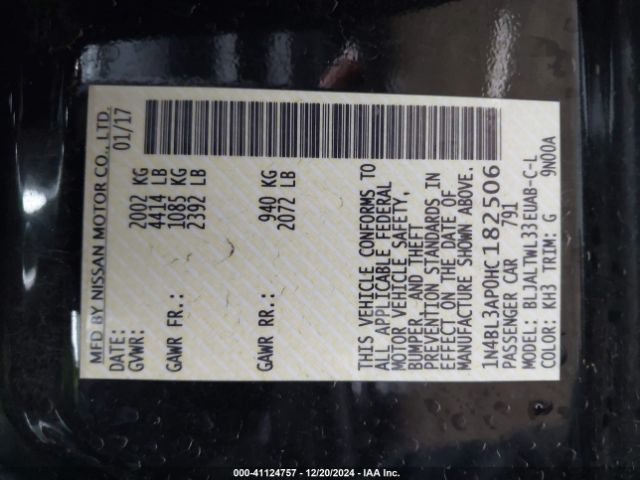 MFD BY NISSAN MOTOR CO., LTD.
DATE: 01/17
GVWR: 2002 KG
4414 LB
GAWR FR.: 1085 KG
2392 LB
GAWR RR.: 940 KG
2072 LB
THIS VEHICLE CONFORMS TO
ALL APPLICABLE FEDERAL
MOTOR VEHICLE SAFETY,
BUMPER, AND THEFT
PREVENTION STANDARDS IN
EFFECT ON THE DATE OF
MANUFACTURE SHOWN ABOVE.
1N4BL3AP0HC182506
PASSENGER CAR 791
MODEL: BLJALTWL33EUAB-C-L
COLOR: KH3 TRIM: G 9N00A
000-41124757 - 12/20/2024 - IAA Inc.